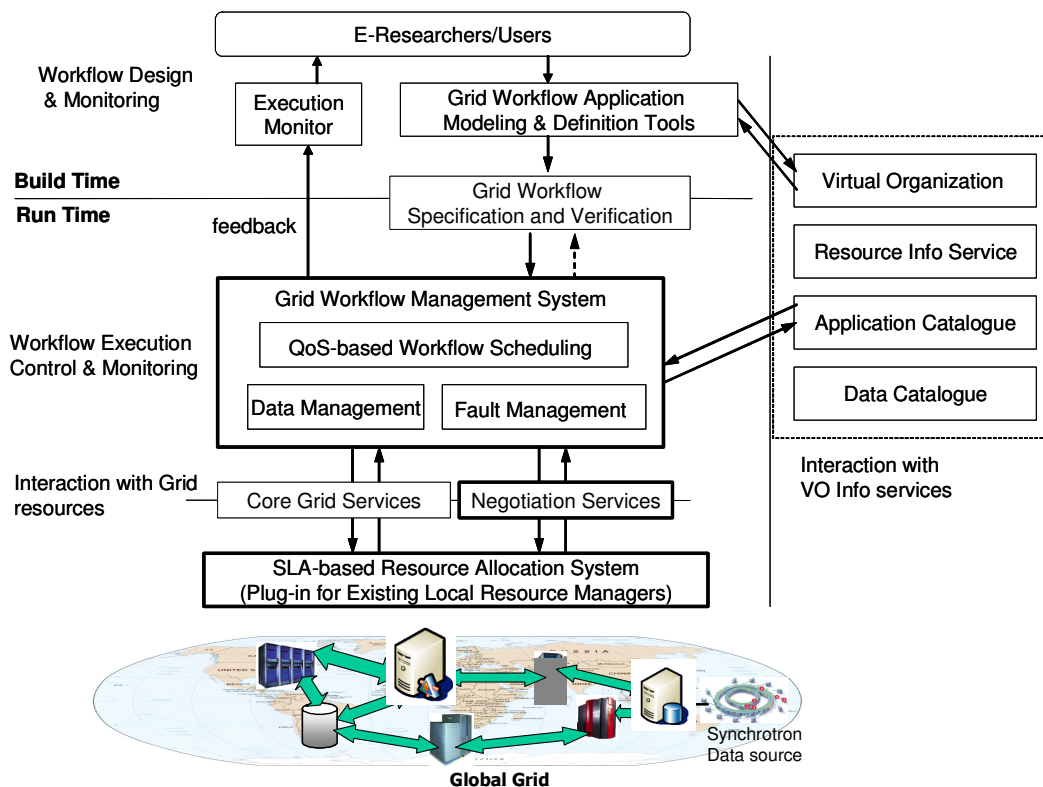 E-Researchers/Users
Workflow Design
& Monitoring
Execution
Monitor
Grid Workflow Application
Modeling & Definition Tools
Build Time
Run Time
Grid Workflow
Specification and Verification
feedback
Virtual Organization
Resource Info Service
Application Catalogue
Data Catalogue
Grid Workflow Management System
QoS-based Workflow Scheduling
Data Management
Fault Management
Workflow Execution
Control & Monitoring
Interaction with
VO Info services
Interaction with Grid
resources
Core Grid Services
Negotiation Services
SLA-based Resource Allocation System
(Plug-in for Existing Local Resource Managers)
Synchrotron
Data source
Global Grid